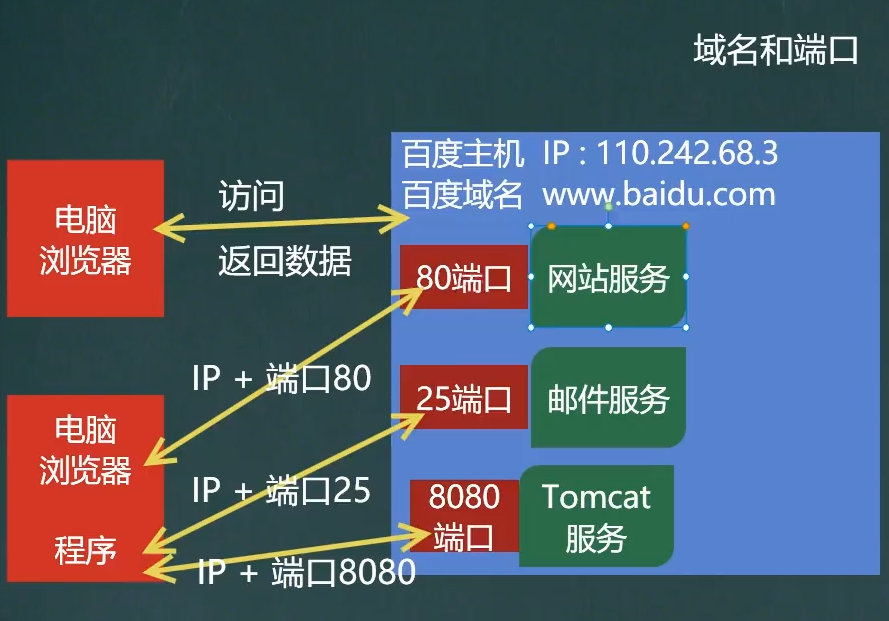 域名和端口
百度主机 IP : 110.242.68.3
百度域名 www.baidu.com
电脑
浏览器
访问
返回数据
80端口
网站服务
IP + 端口80
25端口
邮件服务
电脑
浏览器
IP + 端口25
8080
端口
Tomcat
服务
程序
IP + 端口8080